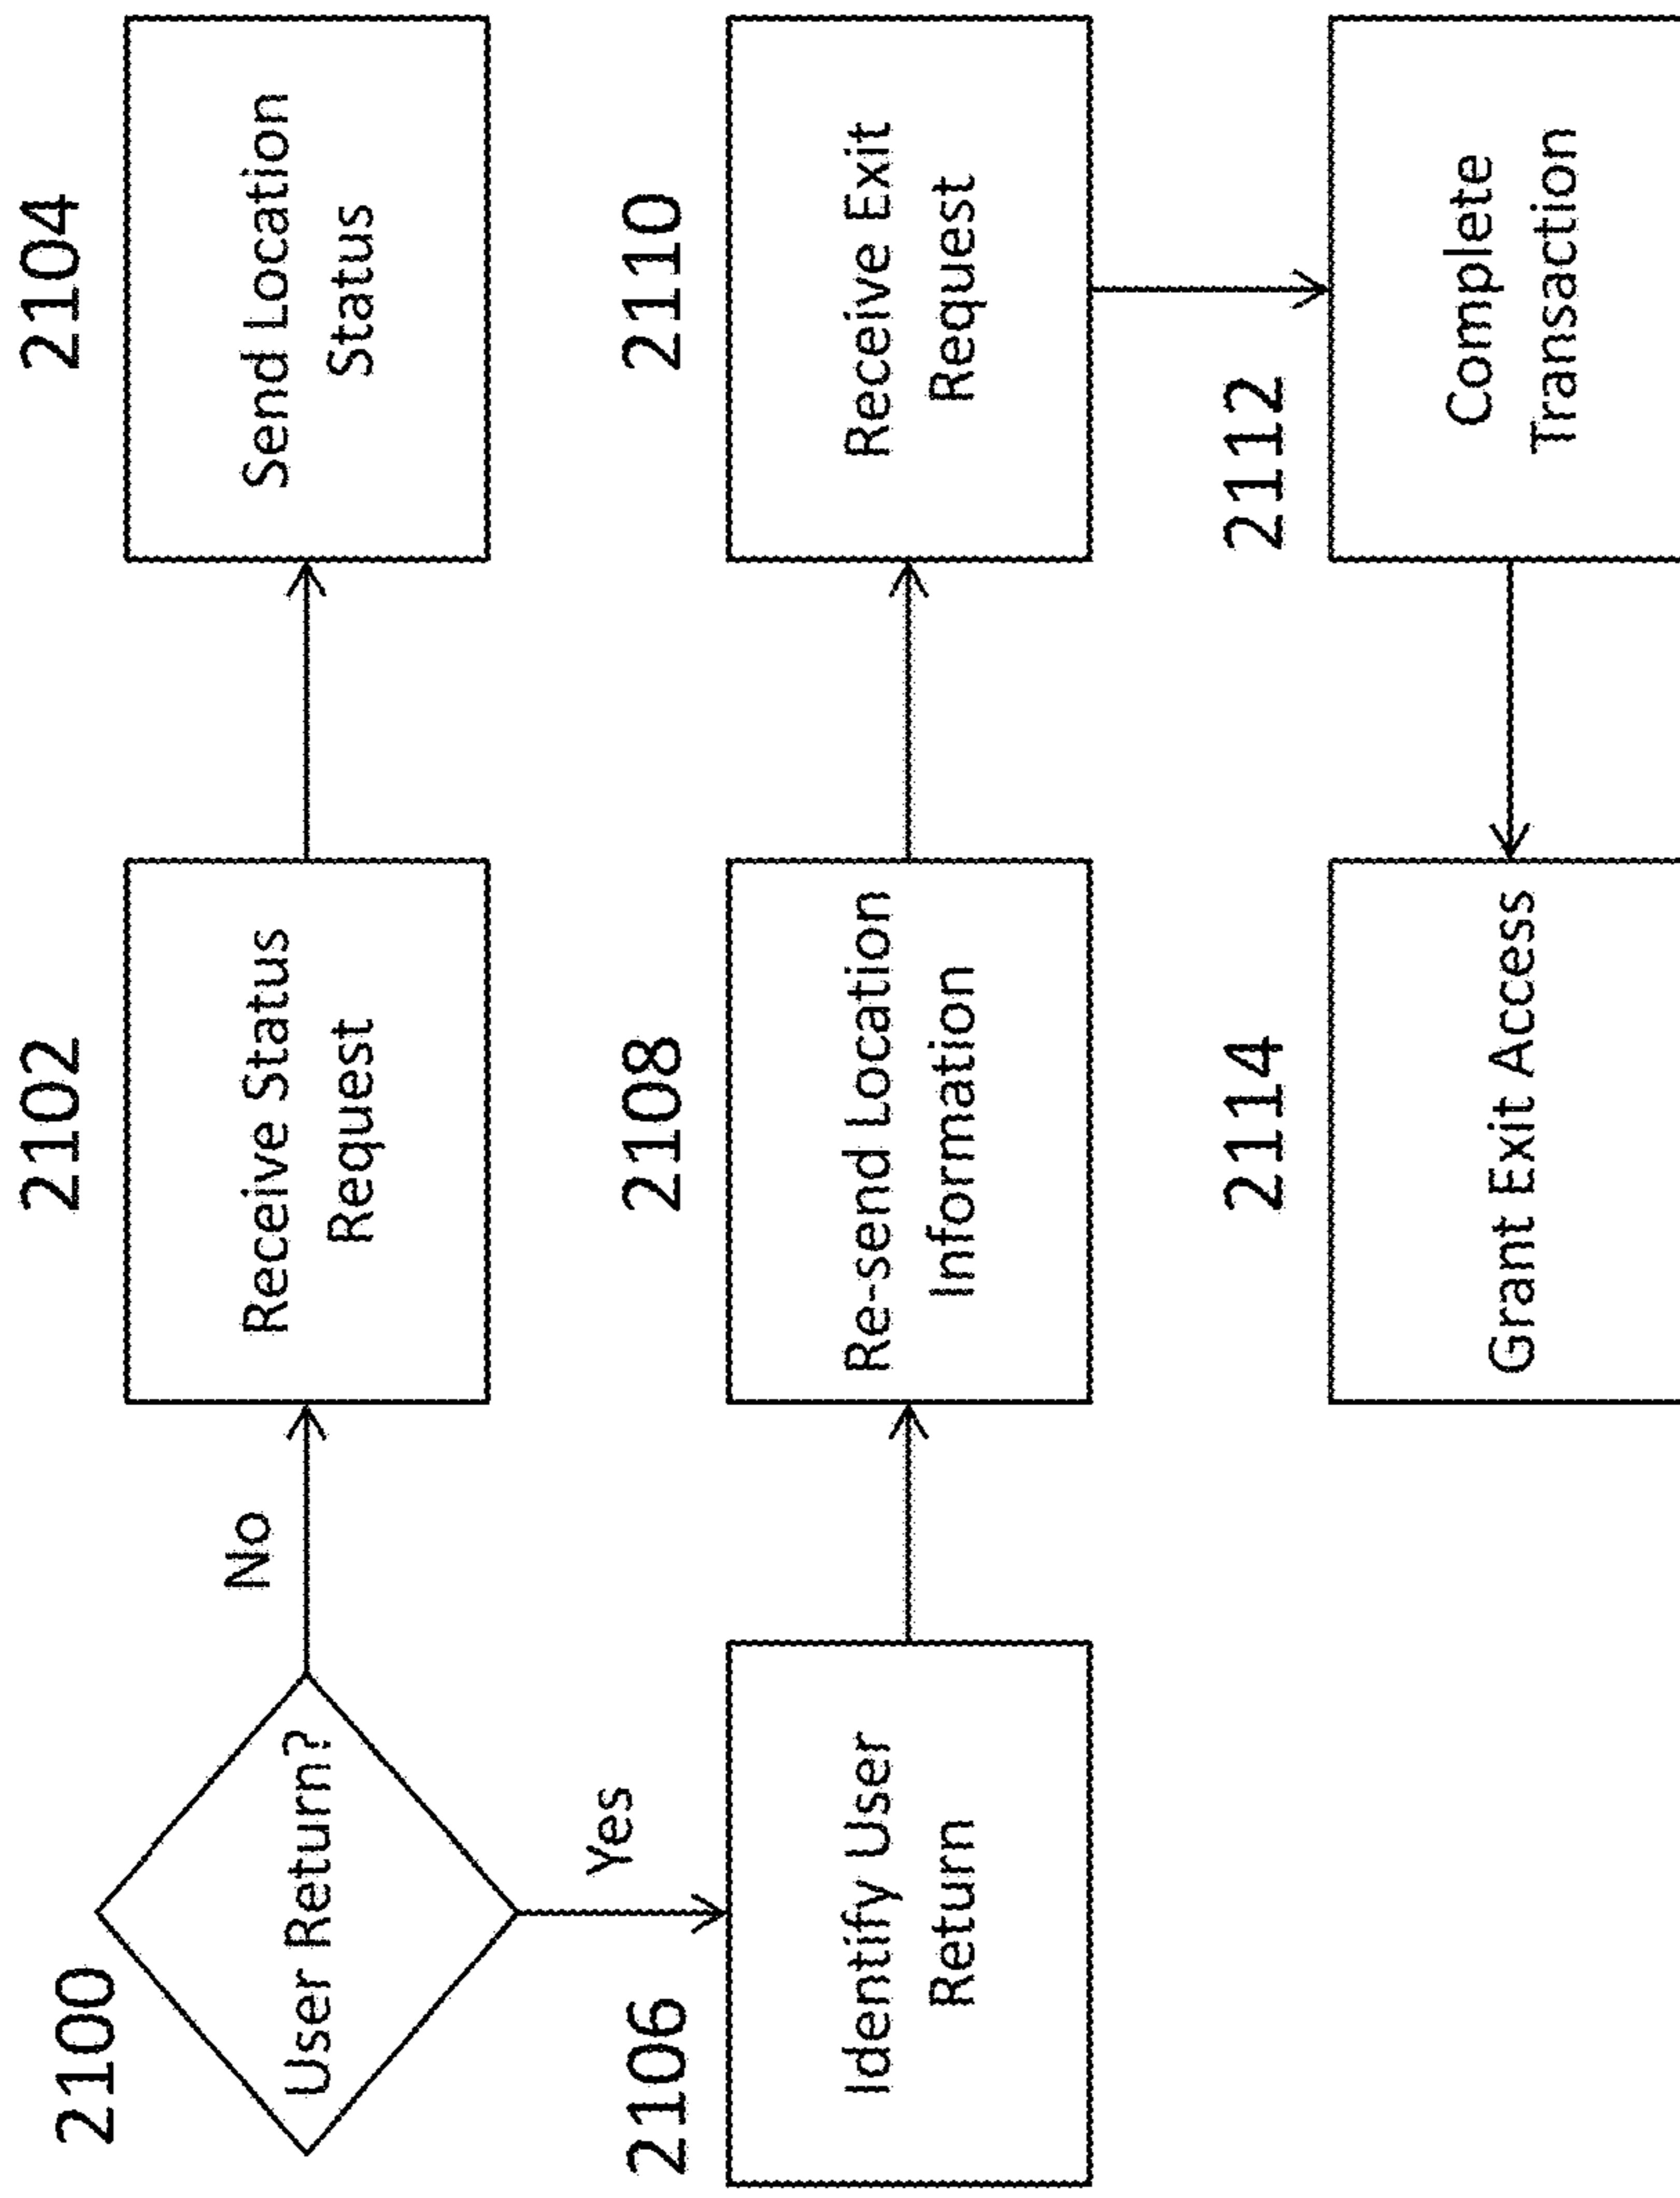 2100
User Return?
No
2102
Receive Status
Request
2104
Send Location
Status
Yes
2106
Identify User
Return
2108
Re-send Location
Information
2110
Receive Exit
Request
2112
Complete
Transaction
2114
Grant Exit Access